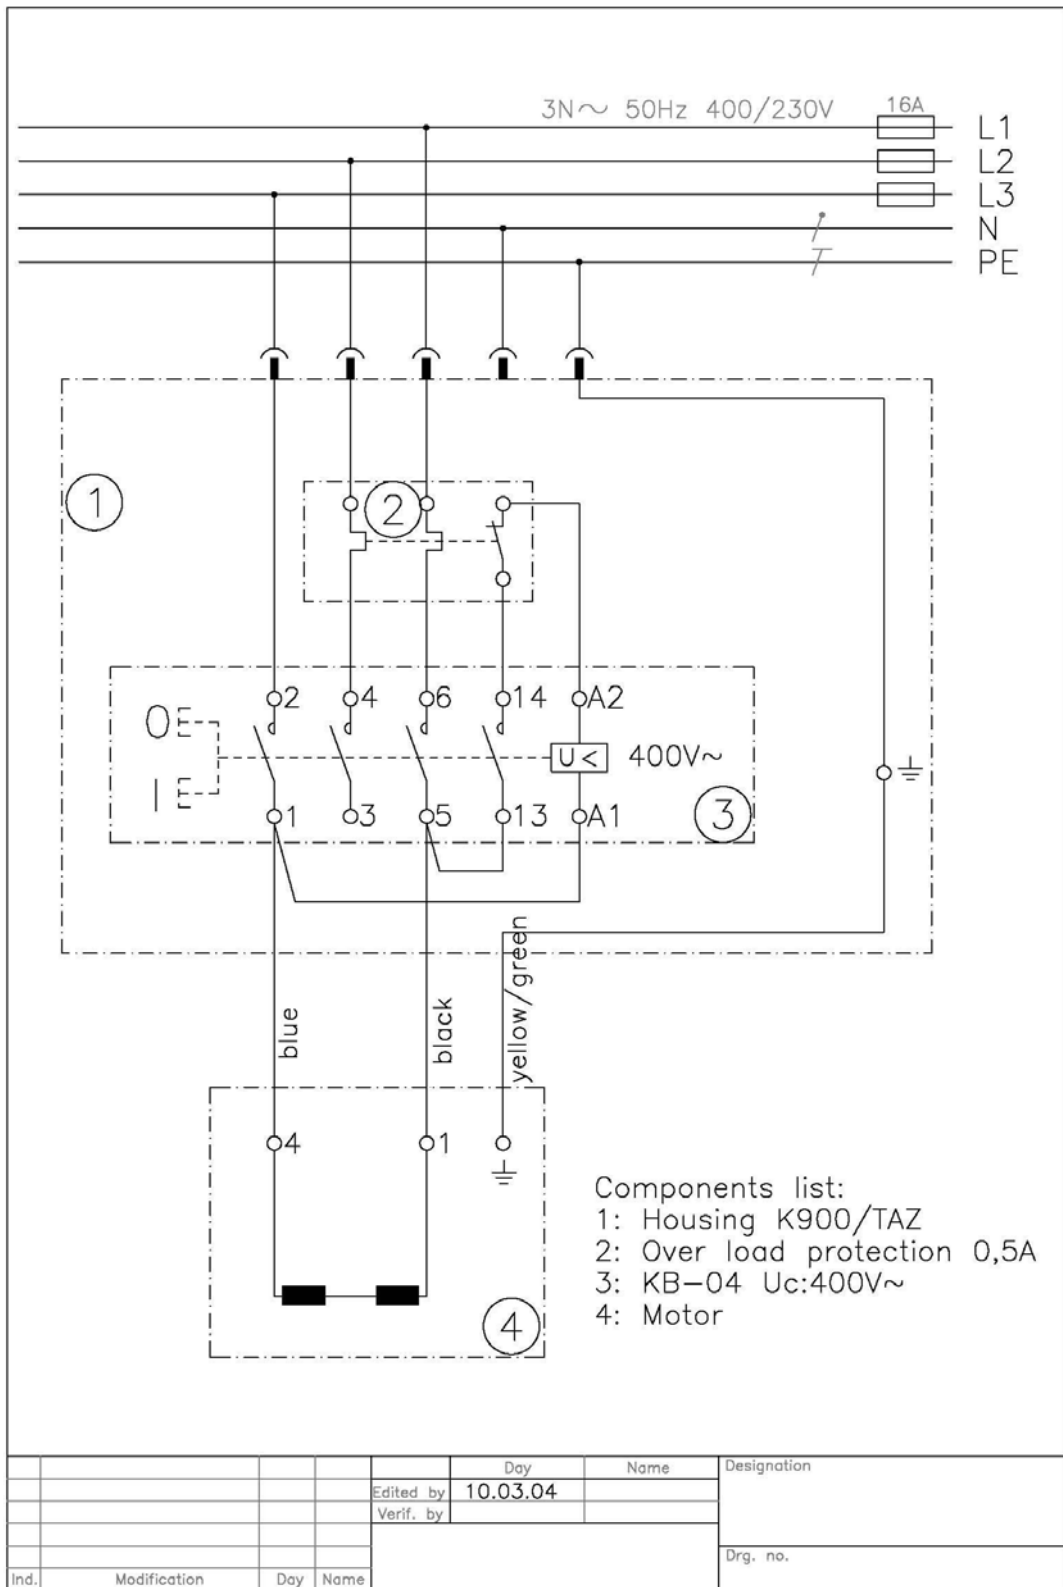 3N~ 50Hz 400/230V 16A
L1
L2
L3
N
PE
1
2
2 4 6 14 A2
O
U< 400V~
I
1 3 5 13 A1
3
yellow/green
blue
black
4 1
4
Components list:
1: Housing K900/TAZ
2: Over load protection 0,5A
3: KB-04 Uc:400V~
4: Motor
Day Name Designation
Edited by 10.03.04
Verif. by
Drg. no.
Ind. Modification Day Name